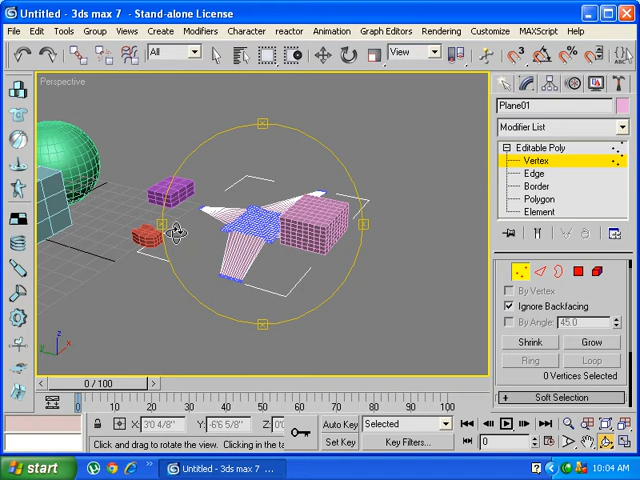 Untitled - 3ds max 7 - Stand-alone License
File Edit Tools Group Views Create Modifiers Character reactor Animation Graph Editors Rendering Customize MAXScript Help
All
View
Perspective
Plane01
Modifier List
Editable Poly
Vertex
Edge
Border
Polygon
Element
By Vertex
Ignore Backfacing
By Angle: 45.0
Shrink Grow
Ring Loop
0 Vertices Selected
+ Soft Selection
z
y x
< 0 / 100 >
0 10 20 30 40 50 60 70 80 90 100
X: 3'0 4/8" Y: -6'6 5/8" Z:
Auto Key Selected
Set Key Key Filters...
0
Click and drag to rotate the view. Clicking in the
start Untitled - 3ds max 7 ... 10:04 AM